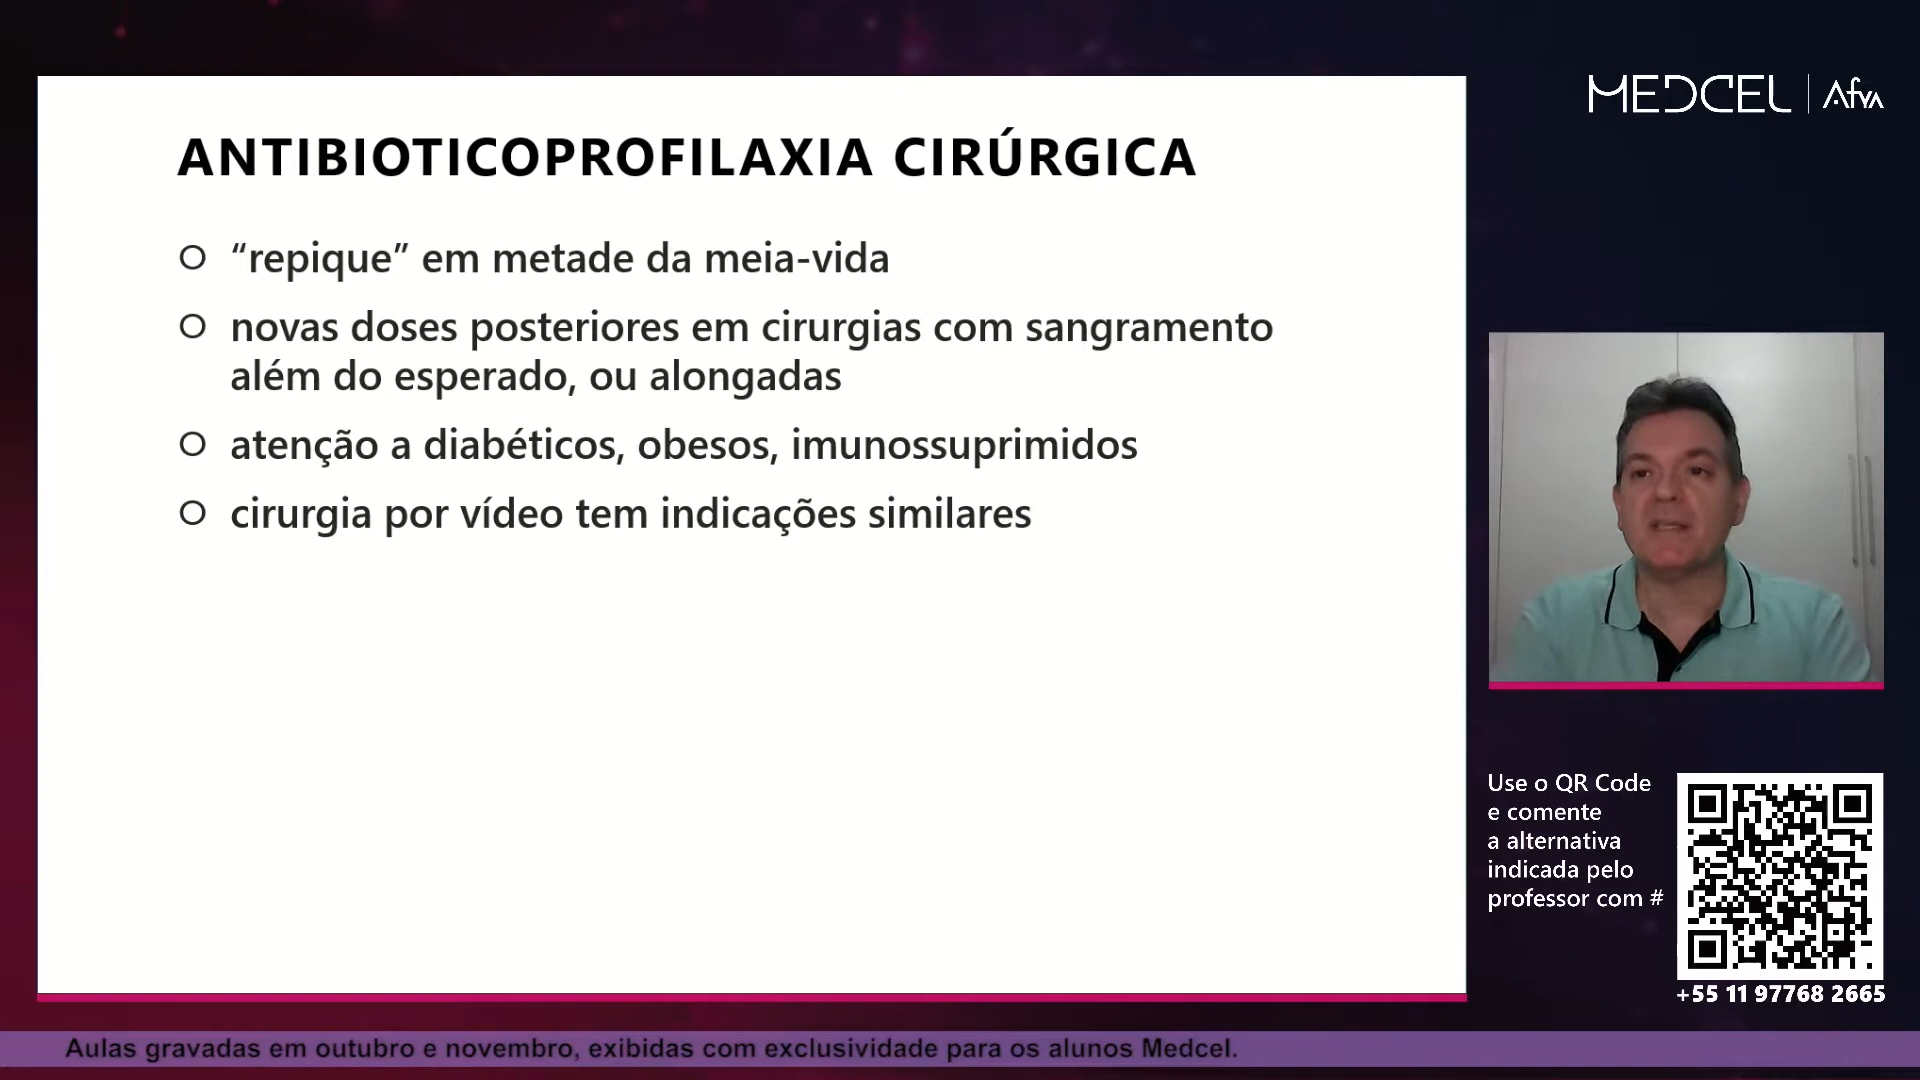 MEDCEL | Afya
ANTIBIOTICOPROFILAXIA CIRÚRGICA
“repique” em metade da meia-vida
novas doses posteriores em cirurgias com sangramento
além do esperado, ou alongadas
atenção a diabéticos, obesos, imunossuprimidos
cirurgia por vídeo tem indicações similares
Use o QR Code
e comente
a alternativa
indicada pelo
professor com #
+55 11 97768 2665
Aulas gravadas em outubro e novembro, exibidas com exclusividade para os alunos Medcel.